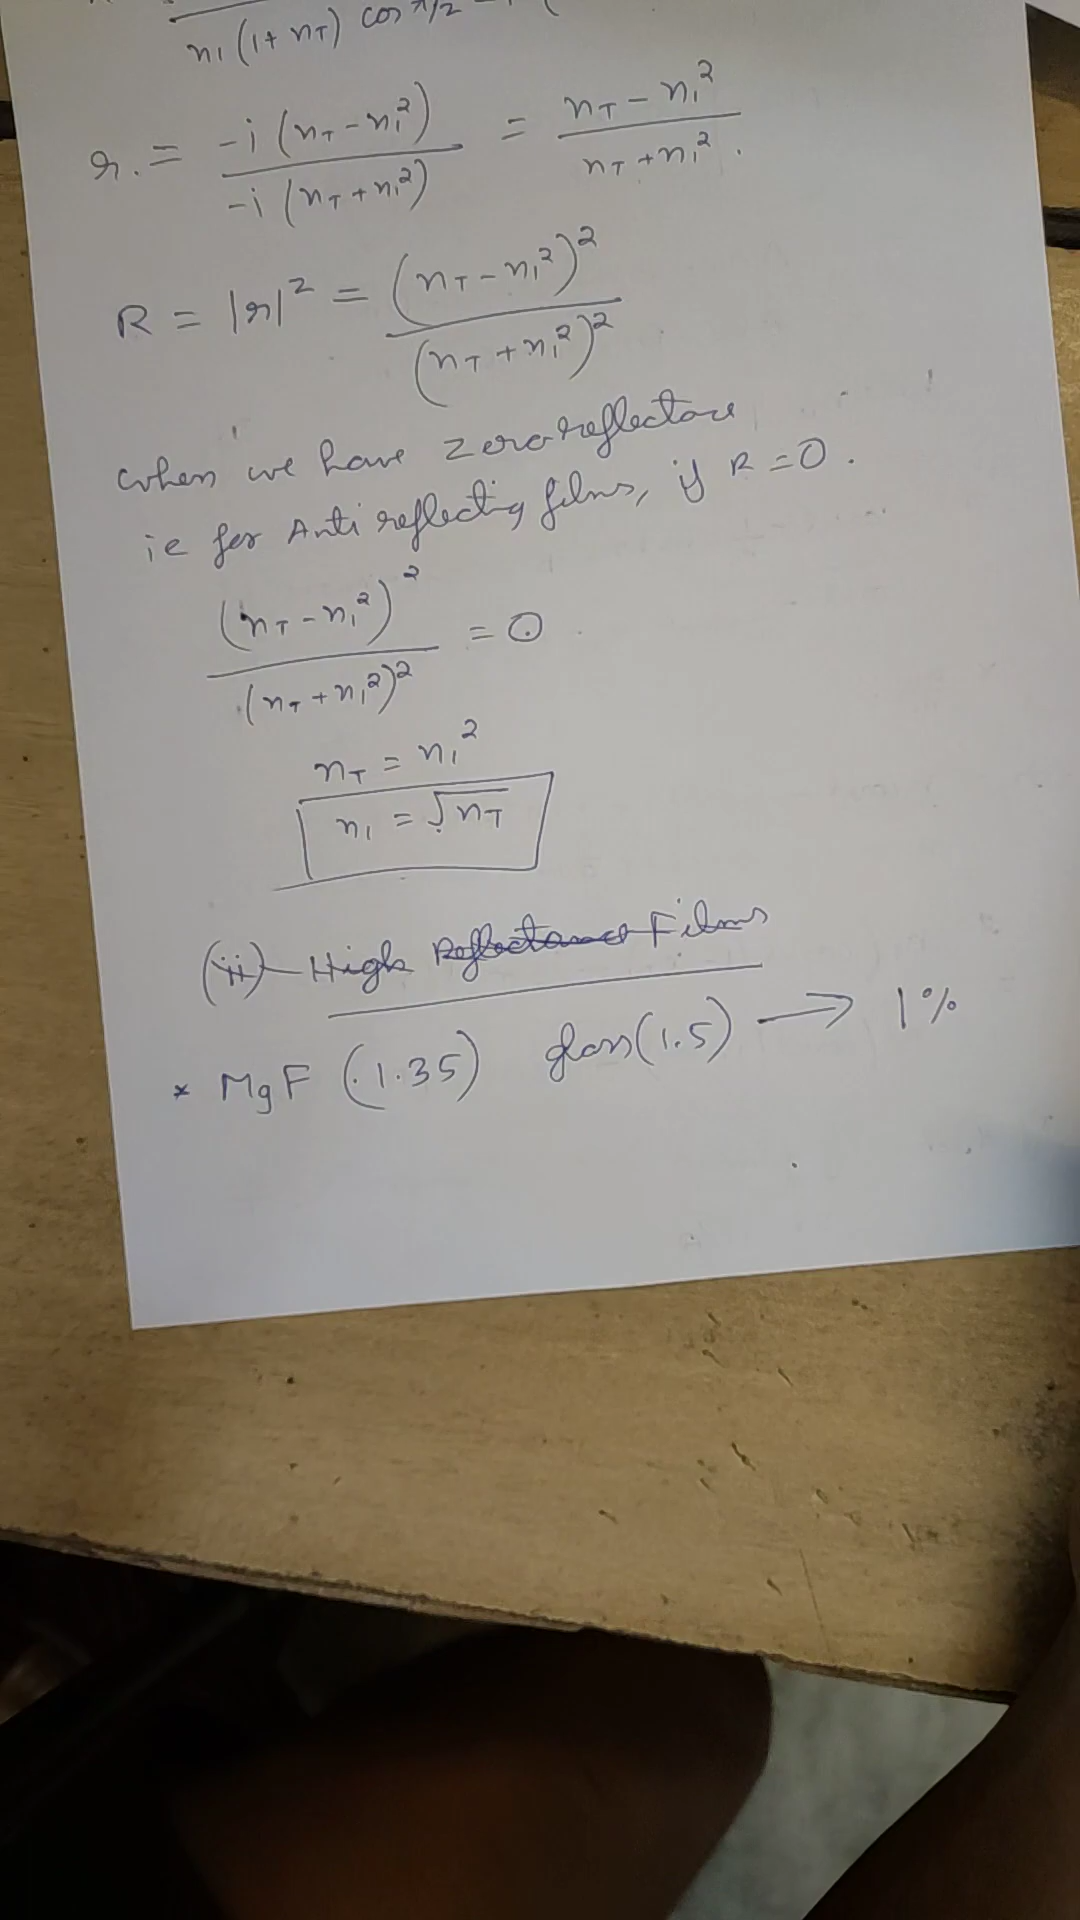 n₁ (1 + n_T) cos π/2
r. = -i (n_T - n₁²) / -i (n_T + n₁²) = n_T - n₁² / n_T + n₁² .
R = |r|² = (n_T - n₁²)² / (n_T + n₁²)²
when we have zero reflectance
ie for Anti reflecting films, if R = 0 .
(n_T - n₁²)² / (n_T + n₁²)² = 0
n_T = n₁²
n₁ = √n_T
(ii) High Reflectance Films
* MgF (1.35) glass (1.5) → 1%